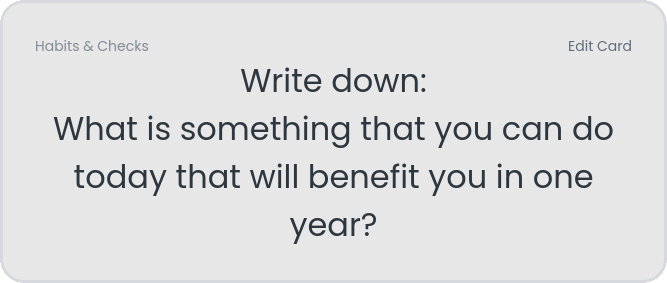 Habits & Checks
Edit Card
Write down:
What is something that you can do
today that will benefit you in one
year?